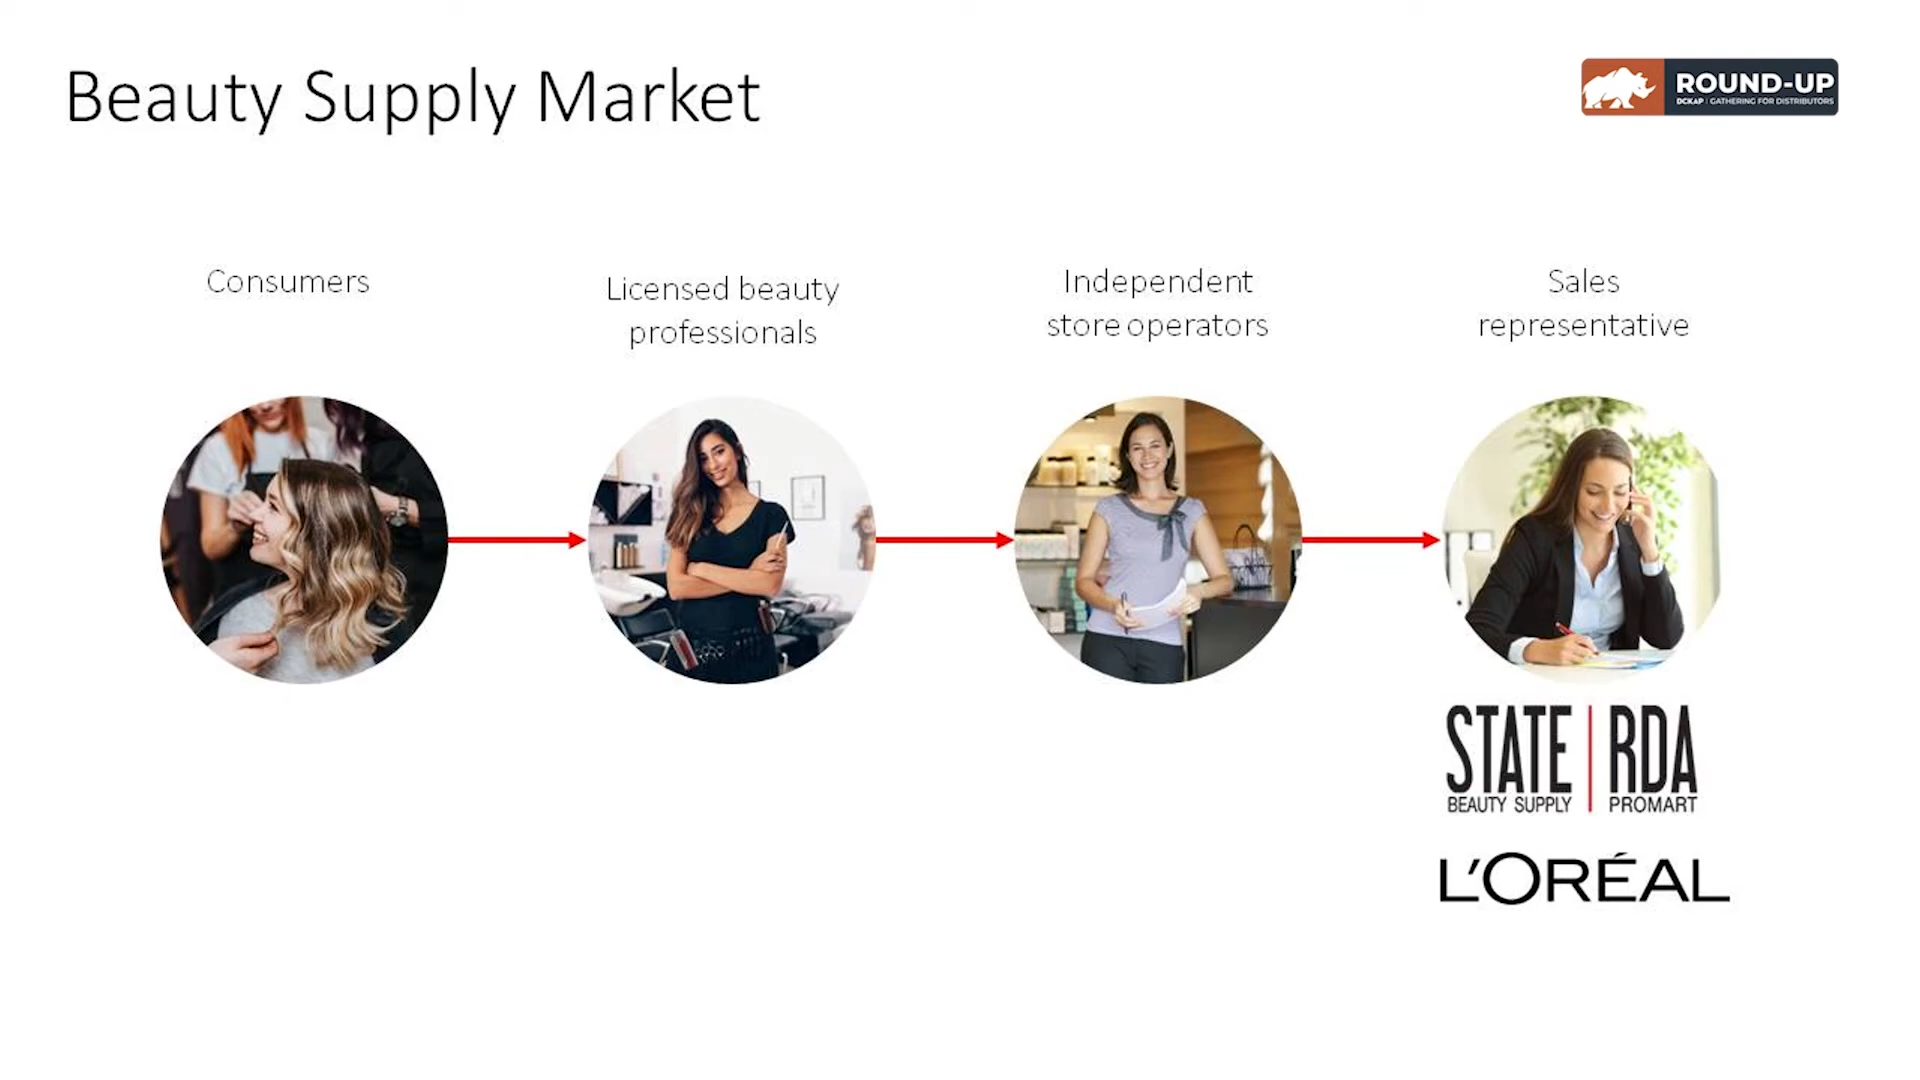 Beauty Supply Market
ROUND-UP
DCKAP | GATHERING FOR DISTRIBUTORS
Consumers
Licensed beauty
professionals
Independent
store operators
Sales
representative
STATE | RDA
BEAUTY SUPPLY PROMART
L'ORÉAL